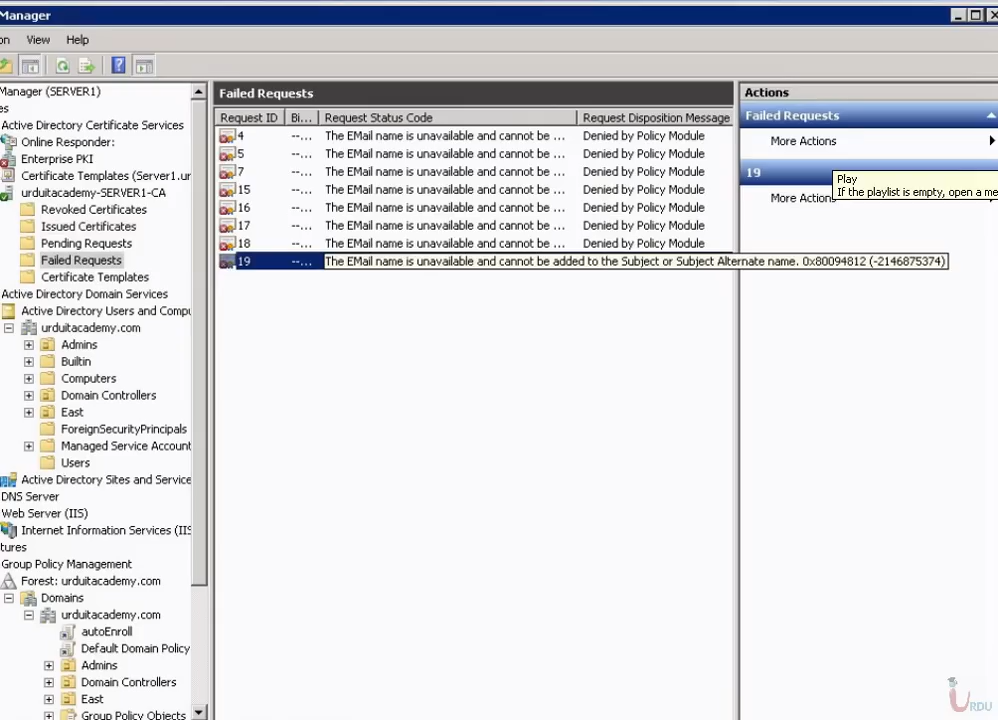 Manager
on View Help
Manager (SERVER1)
es
Active Directory Certificate Services
Online Responder:
Enterprise PKI
Certificate Templates (Server1.ur
urduitacademy-SERVER1-CA
Revoked Certificates
Issued Certificates
Pending Requests
Failed Requests
Certificate Templates
Active Directory Domain Services
Active Directory Users and Compu
urduitacademy.com
Admins
Builtin
Computers
Domain Controllers
East
ForeignSecurityPrincipals
Managed Service Account
Users
Active Directory Sites and Service
DNS Server
Web Server (IIS)
Internet Information Services (IIS
tures
Group Policy Management
Forest: urduitacademy.com
Domains
urduitacademy.com
autoEnroll
Default Domain Policy
Admins
Domain Controllers
East
Group Policy Objects
Failed Requests
Request ID Bi... Request Status Code Request Disposition Message
4 --... The EMail name is unavailable and cannot be ... Denied by Policy Module
5 --... The EMail name is unavailable and cannot be ... Denied by Policy Module
7 --... The EMail name is unavailable and cannot be ... Denied by Policy Module
15 --... The EMail name is unavailable and cannot be ... Denied by Policy Module
16 --... The EMail name is unavailable and cannot be ... Denied by Policy Module
17 --... The EMail name is unavailable and cannot be ... Denied by Policy Module
18 --... The EMail name is unavailable and cannot be ... Denied by Policy Module
19 --... The EMail name is unavailable and cannot be added to the Subject or Subject Alternate name. 0x80094812 (-2146875374)
Actions
Failed Requests
More Actions
19
More Actions
Play
If the playlist is empty, open a me
URDU